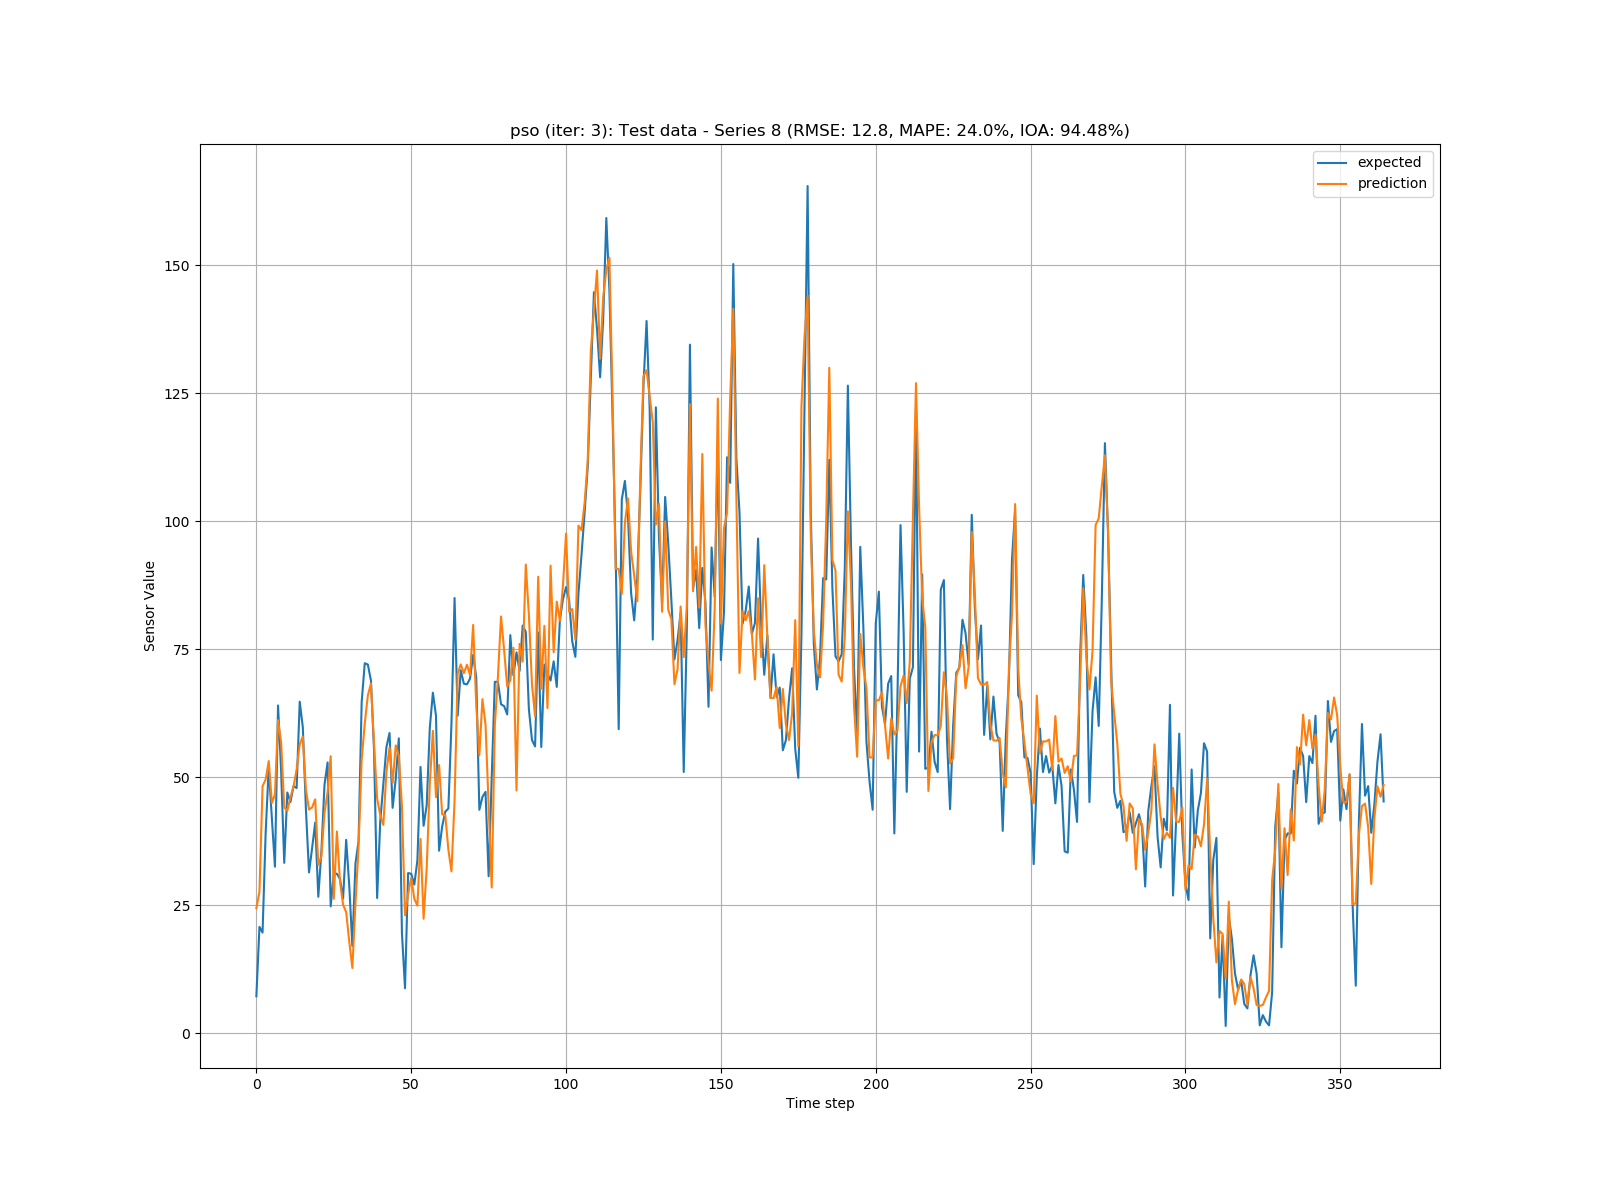 pso (iter: 3): Test data - Series 8 (RMSE: 12.8, MAPE: 24.0%, IOA: 94.48%)
expected
prediction
150
125
100
75
50
25
0
Sensor Value
0 50 100 150 200 250 300 350
Time step